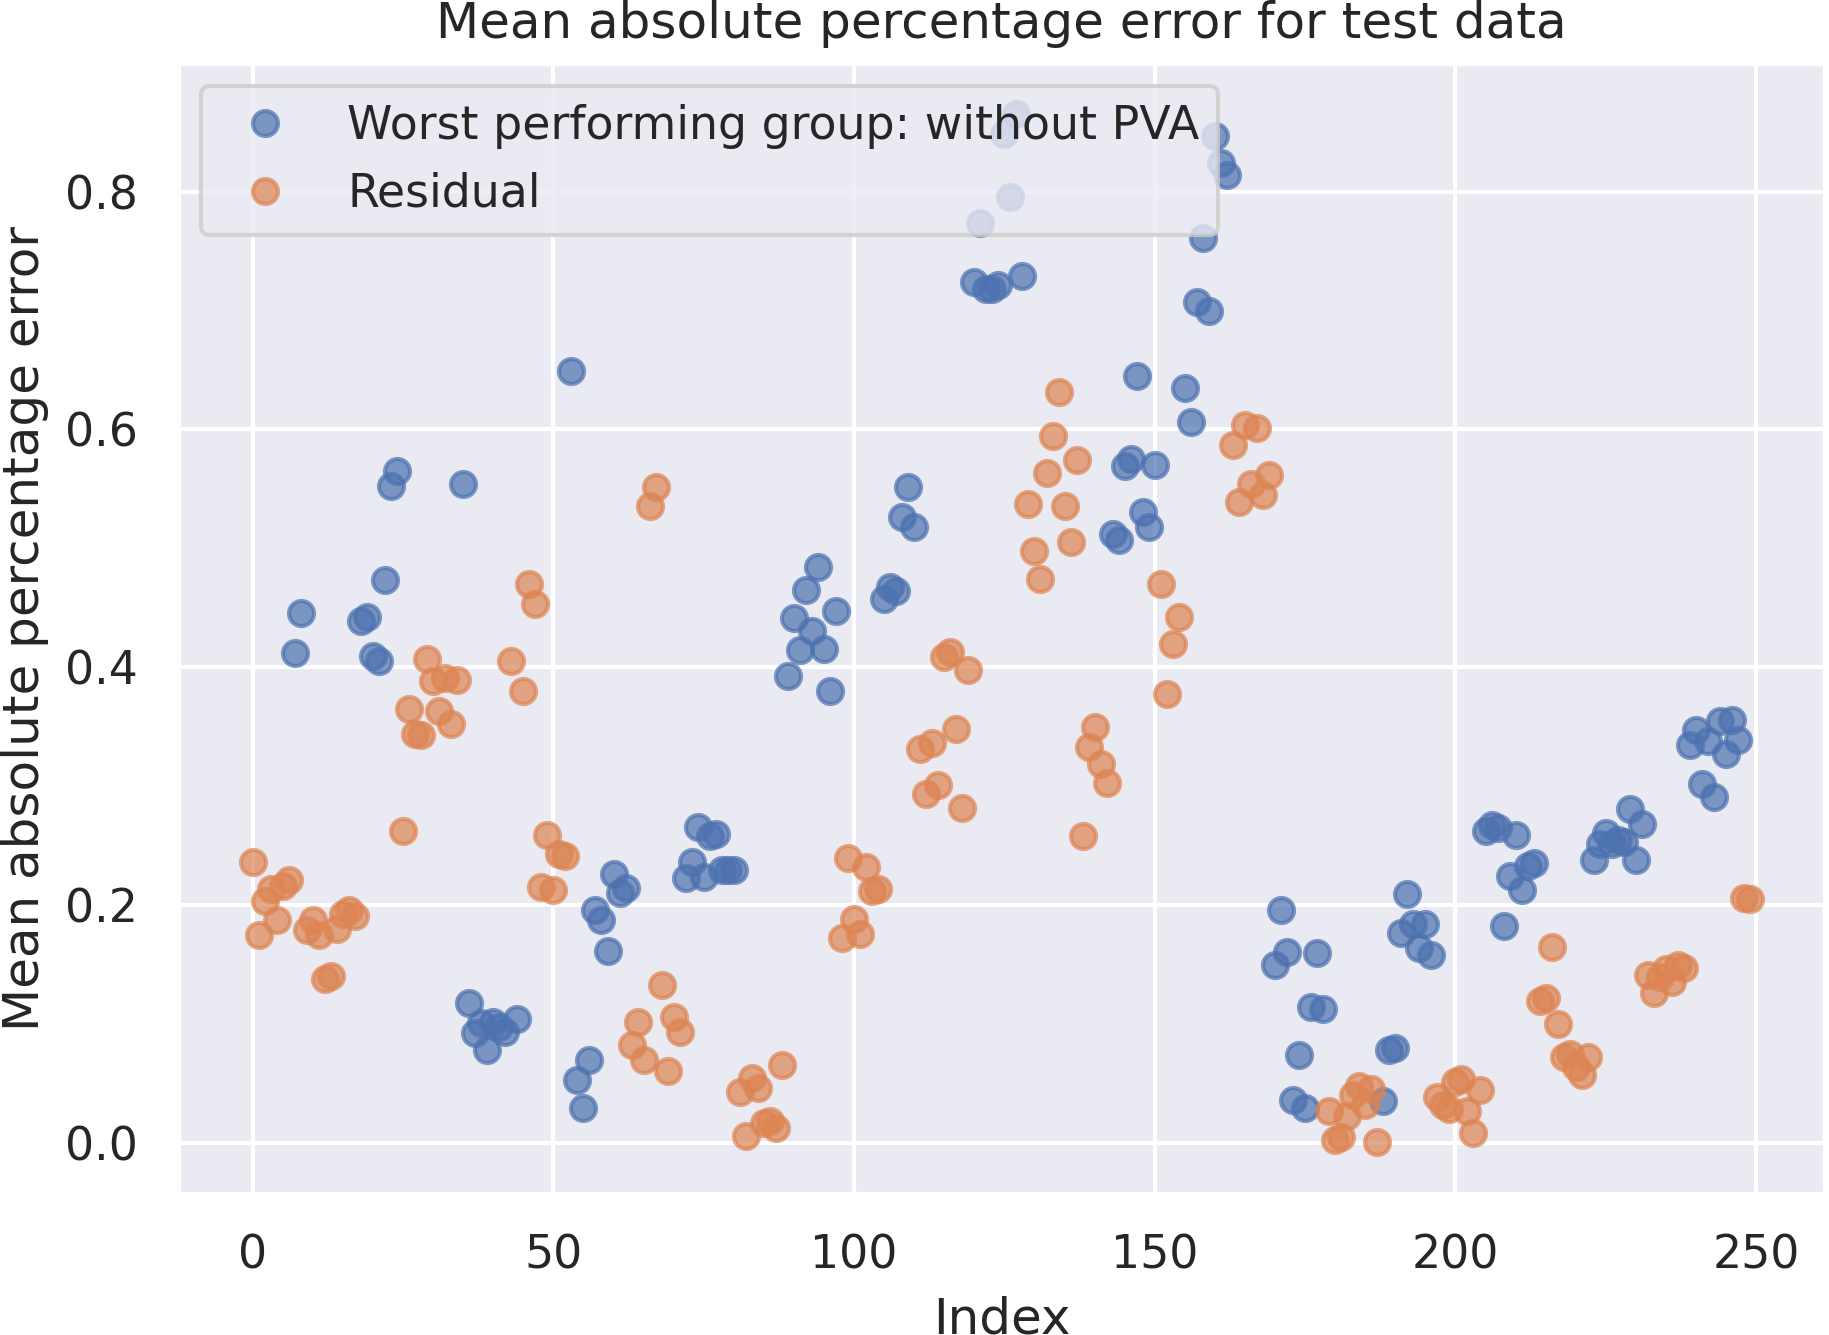 Mean absolute percentage error for test data
Worst performing group: without PVA
Residual
Mean absolute percentage error
0.8
0.6
0.4
0.2
0.0
0 50 100 150 200 250
Index